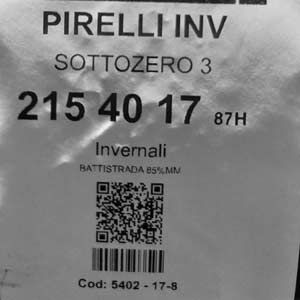 PIRELLI INV
SOTTOZERO 3
215 40 17 87H
Invernali
BATTISTRADA 85%MM
Cod: 5402 - 17-8